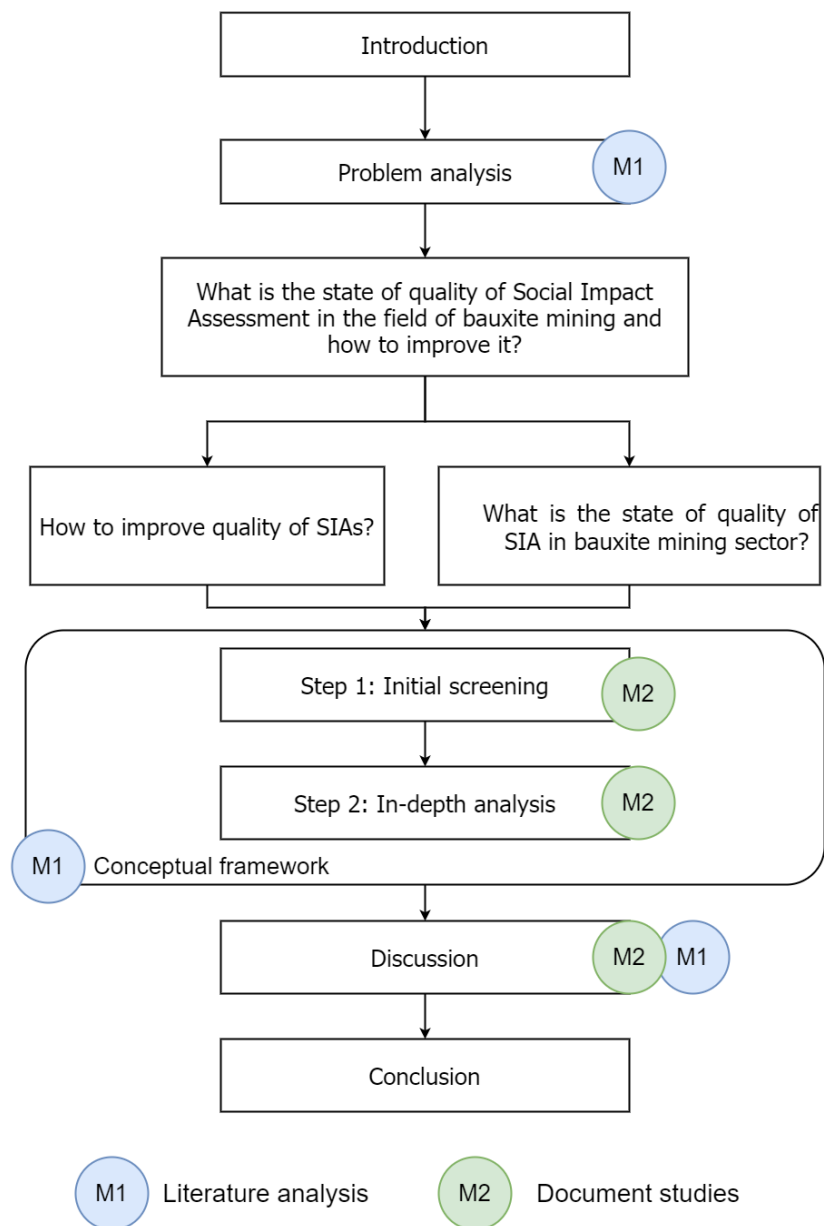 Introduction
Problem analysis
M1
What is the state of quality of Social Impact
Assessment in the field of bauxite mining and
how to improve it?
How to improve quality of SIAs?
What is the state of quality of
SIA in bauxite mining sector?
Step 1: Initial screening
M2
Step 2: In-depth analysis
M2
M1
Conceptual framework
Discussion
M2
M1
Conclusion
M1
Literature analysis
M2
Document studies